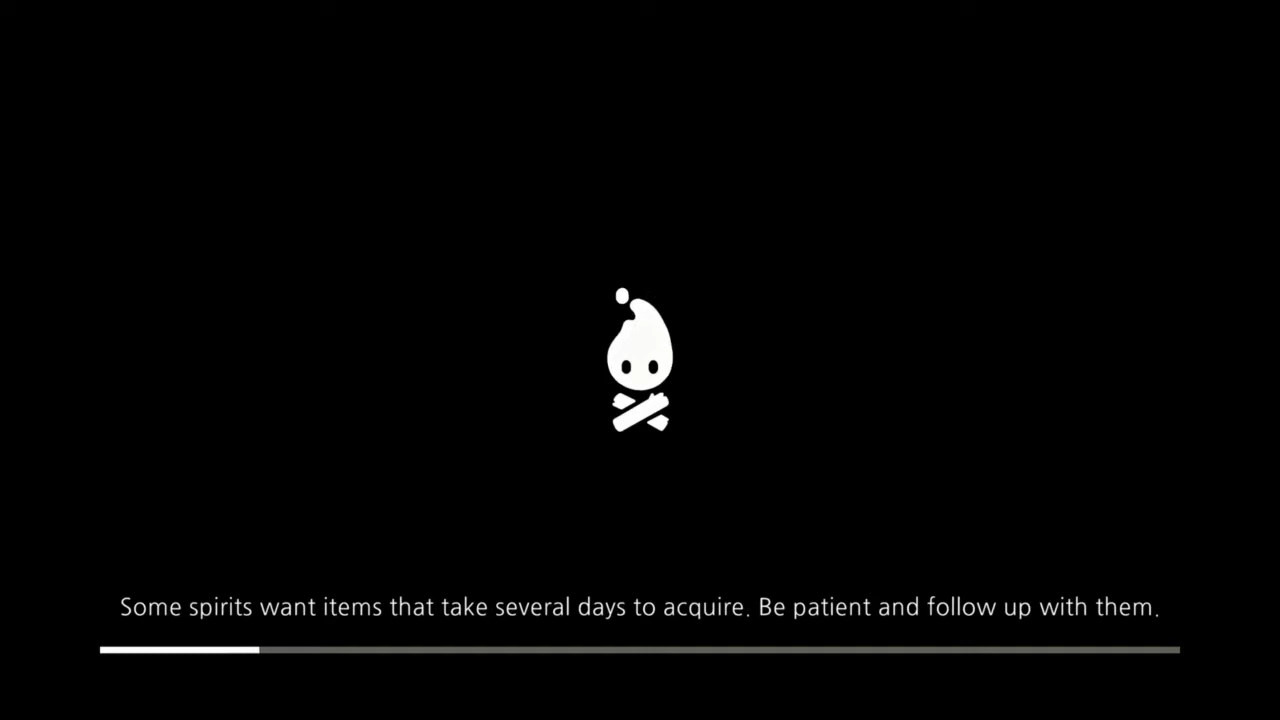 Some spirits want items that take several days to acquire. Be patient and follow up with them.